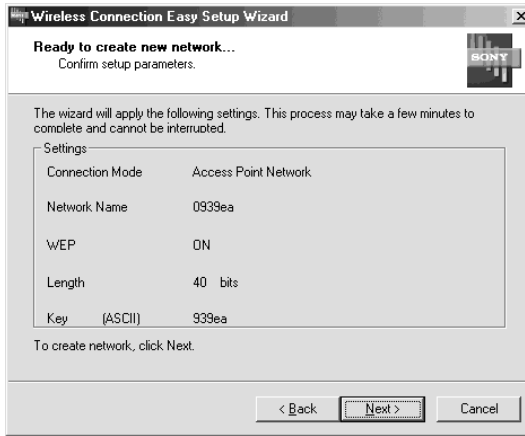 Wireless Connection Easy Setup Wizard
Ready to create new network...
Confirm setup parameters.
SONY
The wizard will apply the following settings. This process may take a few minutes to
complete and cannot be interrupted.
Settings
Connection Mode Access Point Network
Network Name 0939ea
WEP ON
Length 40 bits
Key (ASCII) 939ea
To create network, click Next.
< Back Next > Cancel